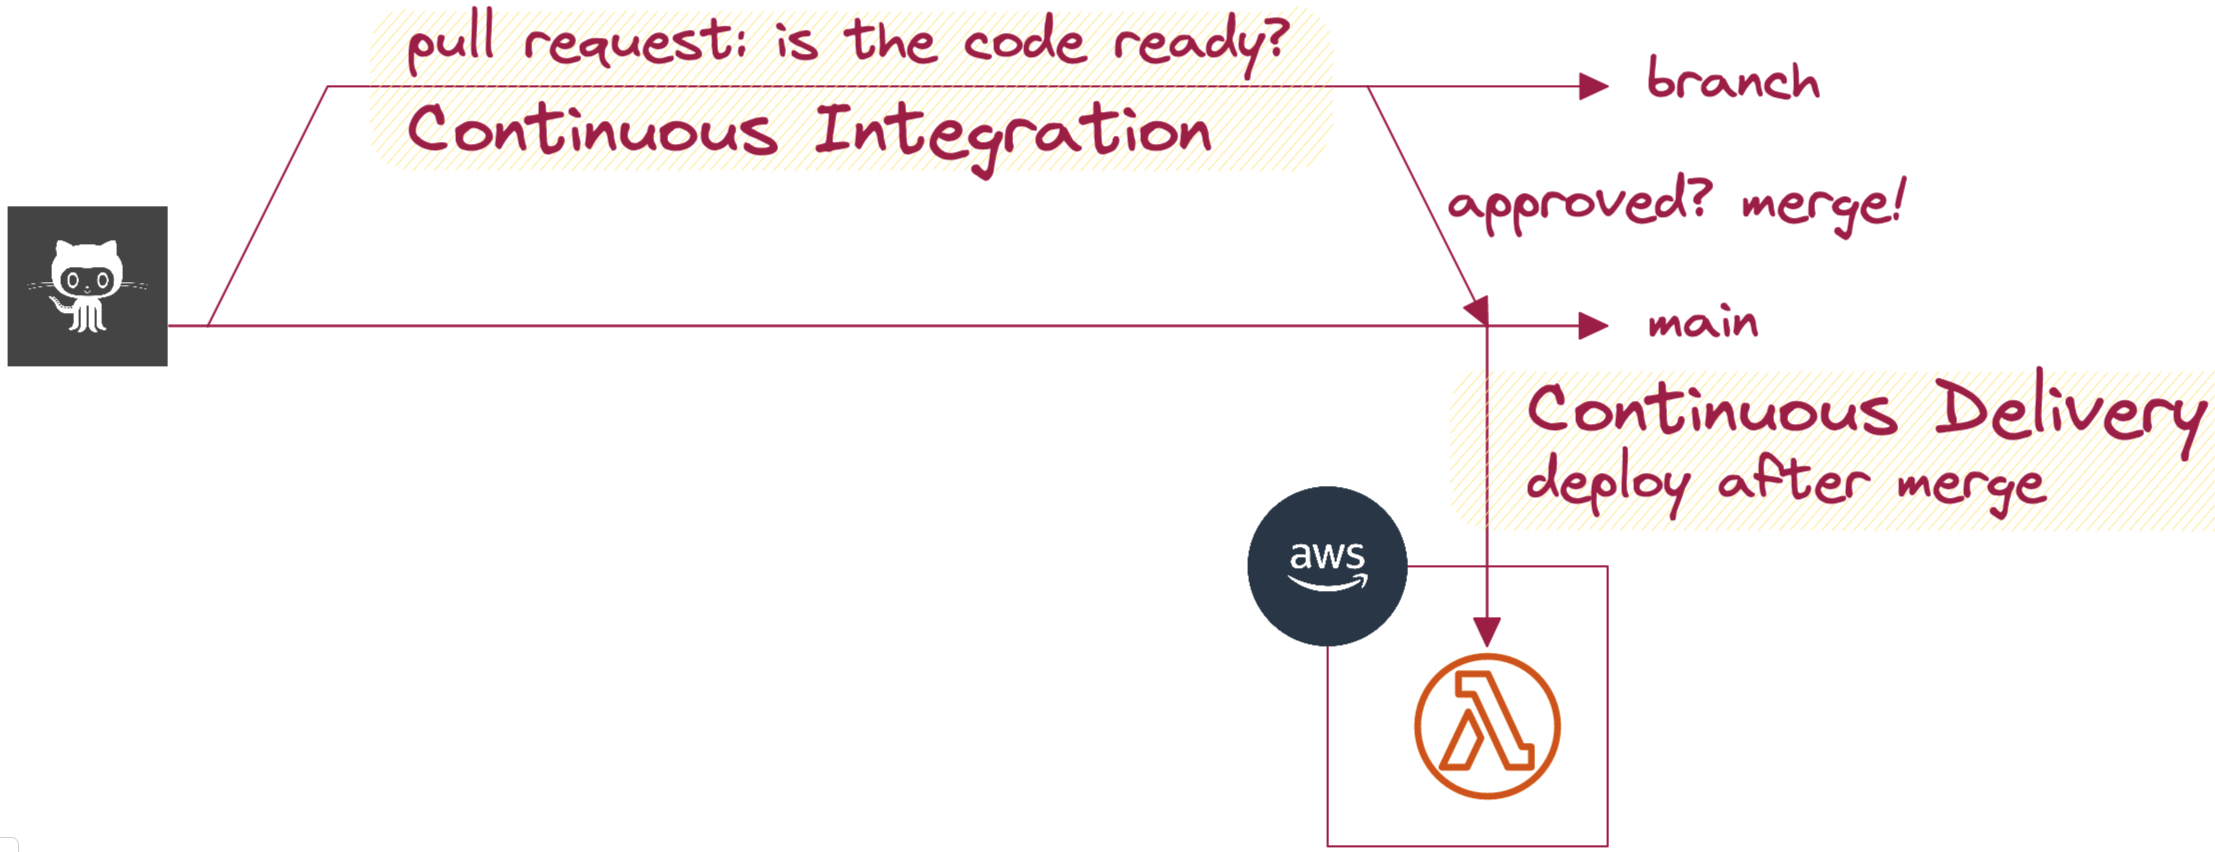 pull request: is the code ready?
Continuous Integration
branch
approved? merge!
main
Continuous Delivery
deploy after merge
aws